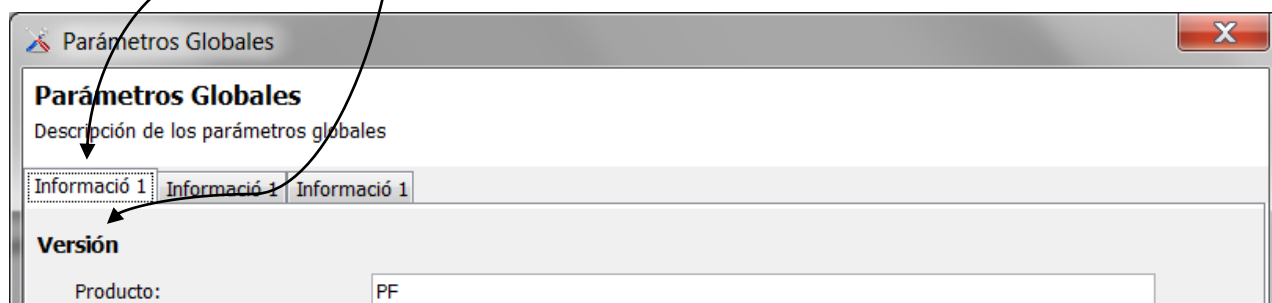 Parámetros Globales
Parámetros Globales
Descripción de los parámetros globales
Informació 1 Informació 1 Informació 1
Versión
Producto: PF